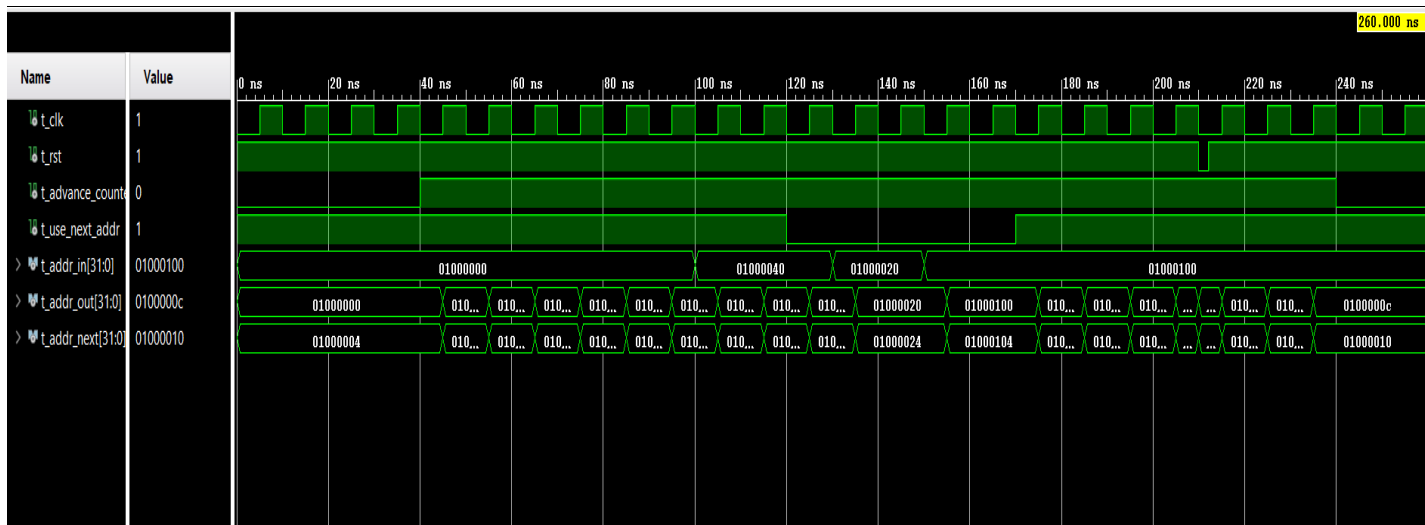 260.000 ns
Name Value
0 ns 20 ns 40 ns 60 ns 80 ns 100 ns 120 ns 140 ns 160 ns 180 ns 200 ns 220 ns 240 ns
t_clk 1
t_rst 1
t_advance_counte 0
t_use_next_addr 1
t_addr_in[31:0] 01000100 01000000 01000040 01000020 01000100
t_addr_out[31:0] 0100000c 01000000 010... 010... 010... 010... 010... 010... 010... 010... 010... 01000020 01000100 010... 010... 010... ... ... 010... 010... 0100000c
t_addr_next[31:0] 01000010 01000004 010... 010... 010... 010... 010... 010... 010... 010... 010... 01000024 01000104 010... 010... 010... ... ... 010... 010... 01000010